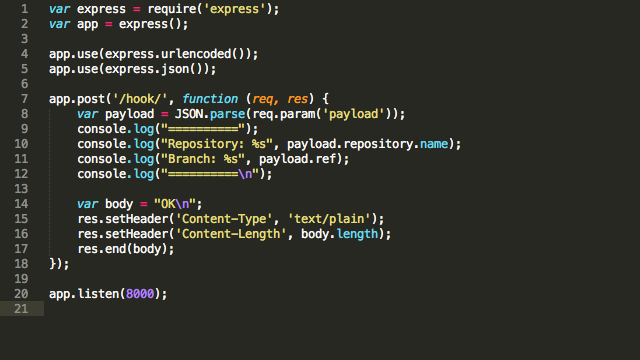 1 var express = require('express');
2 var app = express();
3
4 app.use(express.urlencoded());
5 app.use(express.json());
6
7 app.post('/hook/', function (req, res) {
8     var payload = JSON.parse(req.param('payload'));
9     console.log("==========");
10     console.log("Repository: %s", payload.repository.name);
11     console.log("Branch: %s", payload.ref);
12     console.log("==========\n");
13
14     var body = "OK\n";
15     res.setHeader('Content-Type', 'text/plain');
16     res.setHeader('Content-Length', body.length);
17     res.end(body);
18 });
19
20 app.listen(8000);
21